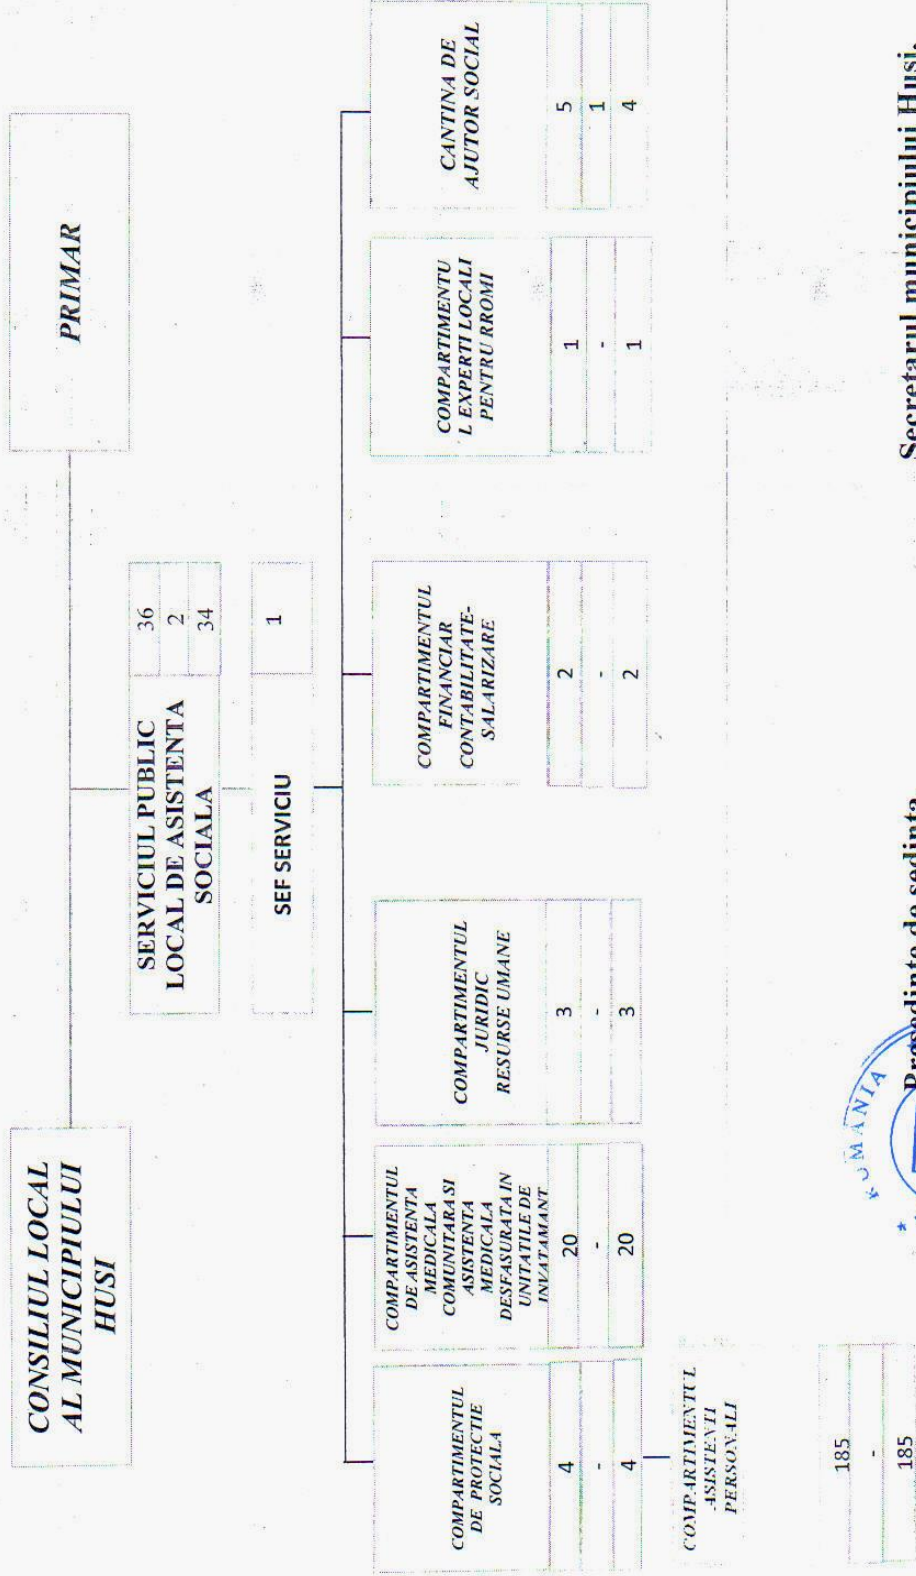 CONSILIUL LOCAL
AL MUNICIPIULUI
HUSI
PRIMAR
SERVICIUL PUBLIC
LOCAL DE ASISTENTA
SOCIALA
36
2
34
SEF SERVICIU
1
COMPARTIMENTUL
DE PROTECTIE
SOCIALA
4
-
4
COMPARTIMENTUL
DE ASISTENTA
MEDICALA
COMUNITARA SI
ASISTENTA
MEDICALA
DESFASURATA IN
UNITATILE DE
INVATAMANT
20
-
20
COMPARTIMENTUL
JURIDIC
RESURSE UMANE
3
-
3
COMPARTIMENTUL
FINANCIAR
CONTABILITATE-
SALARIZARE
2
-
2
COMPARTIMENTU
L EXPERTI LOCALI
PENTRU RROMI
1
-
1
CANTINA DE
AJUTOR SOCIAL
5
1
4
COMPARTIMENTUL
ASISTENTI
PERSONALI
185
-
185
ROMANIA
Presedinte de sedinta
Secretarul municipiului Husi,